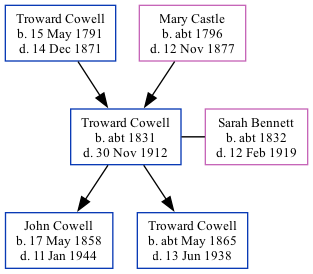 Troward Cowell
b. 15 May 1791
d. 14 Dec 1871
Mary Castle
b. abt 1796
d. 12 Nov 1877
Troward Cowell
b. abt 1831
d. 30 Nov 1912
Sarah Bennett
b. abt 1832
d. 12 Feb 1919
John Cowell
b. 17 May 1858
d. 11 Jan 1944
Troward Cowell
b. abt May 1865
d. 13 Jun 1938